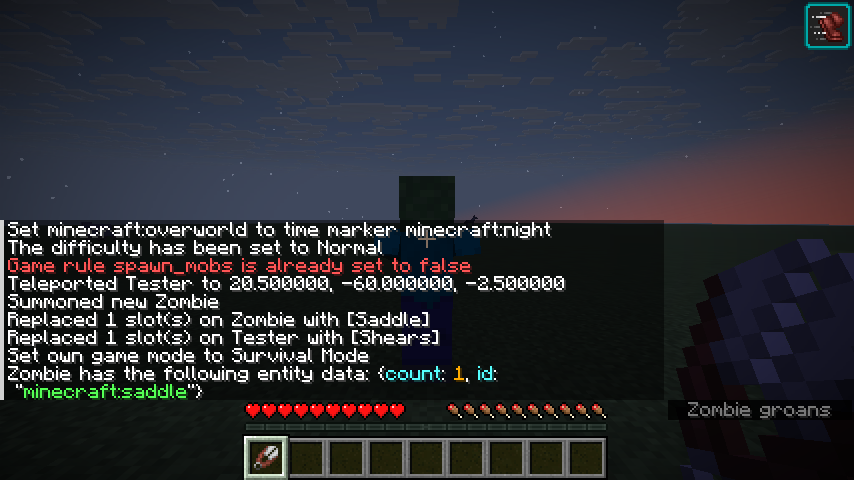 Set minecraft:overworld to time marker minecraft:night
The difficulty has been set to Normal
Game rule spawn_mobs is already set to false
Teleported Tester to 20.500000, -60.000000, -2.500000
Summoned new Zombie
Replaced 1 slot(s) on Zombie with [Saddle]
Replaced 1 slot(s) on Tester with [Shears]
Set own game mode to Survival Mode
Zombie has the following entity data: {count: 1, id:
"minecraft:saddle"}
Zombie groans